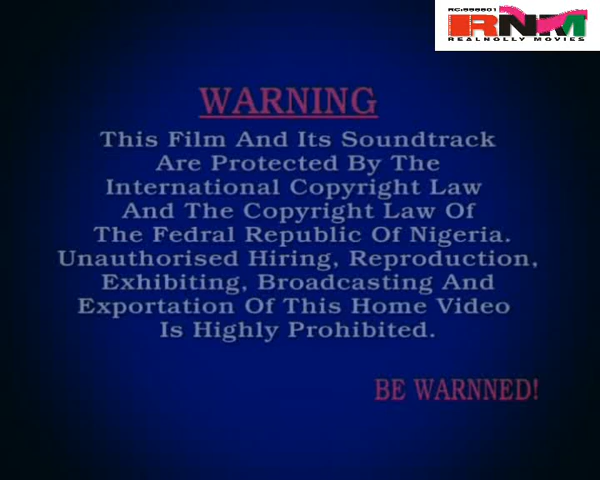 RC:999801
RNM
REALNOLLY MOVIES
WARNING
This Film And Its Soundtrack
Are Protected By The
International Copyright Law
And The Copyright Law Of
The Fedral Republic Of Nigeria.
Unauthorised Hiring, Reproduction,
Exhibiting, Broadcasting And
Exportation Of This Home Video
Is Highly Prohibited.
BE WARNNED!